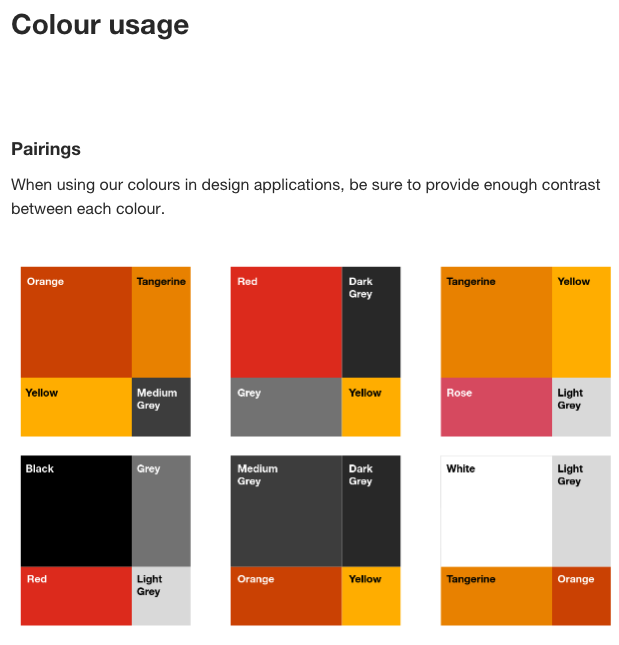 Colour usage
Pairings
When using our colours in design applications, be sure to provide enough contrast
between each colour.
Orange
Tangerine
Yellow
Medium
Grey
Red
Dark
Grey
Grey
Yellow
Tangerine
Yellow
Rose
Light
Grey
Black
Grey
Red
Light
Grey
Medium
Grey
Dark
Grey
Orange
Yellow
White
Light
Grey
Tangerine
Orange